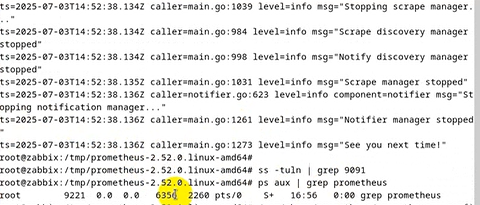 ts=2025-07-03T14:52:38.134Z caller=main.go:1039 level=info msg="Stopping scrape manager.
.."
ts=2025-07-03T14:52:38.134Z caller=main.go:984 level=info msg="Scrape discovery manager
stopped"
ts=2025-07-03T14:52:38.134Z caller=main.go:998 level=info msg="Notify discovery manager
stopped"
ts=2025-07-03T14:52:38.135Z caller=main.go:1031 level=info msg="Scrape manager stopped"
ts=2025-07-03T14:52:38.136Z caller=notifier.go:623 level=info component=notifier msg="St
opping notification manager..."
ts=2025-07-03T14:52:38.136Z caller=main.go:1261 level=info msg="Notifier manager stopped
"
ts=2025-07-03T14:52:38.136Z caller=main.go:1273 level=info msg="See you next time!"
root@zabbix:/tmp/prometheus-2.52.0.linux-amd64#
root@zabbix:/tmp/prometheus-2.52.0.linux-amd64# ss -tuln | grep 9091
root@zabbix:/tmp/prometheus-2.52.0.linux-amd64# ps aux | grep prometheus
root 9221 0.0 0.0 2260 pts/0 S+ 16:56 0:00 grep prometheus